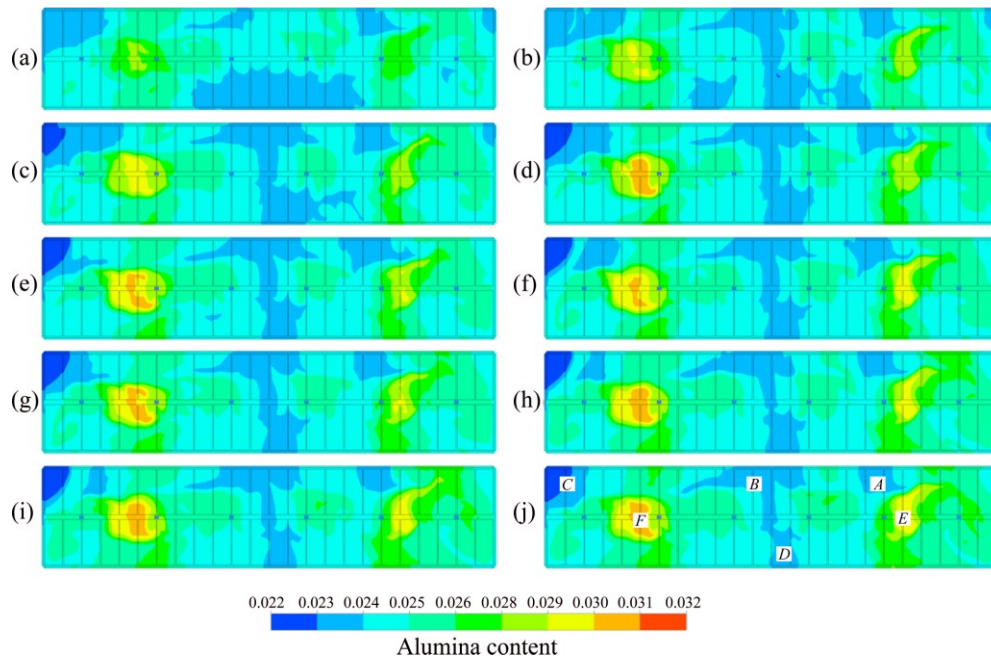 (a) (b)
(c) (d)
(e) (f)
(g) (h)
(i) (j)
C B A
F E
D
0.022 0.023 0.024 0.025 0.026 0.028 0.029 0.030 0.031 0.032
Alumina content